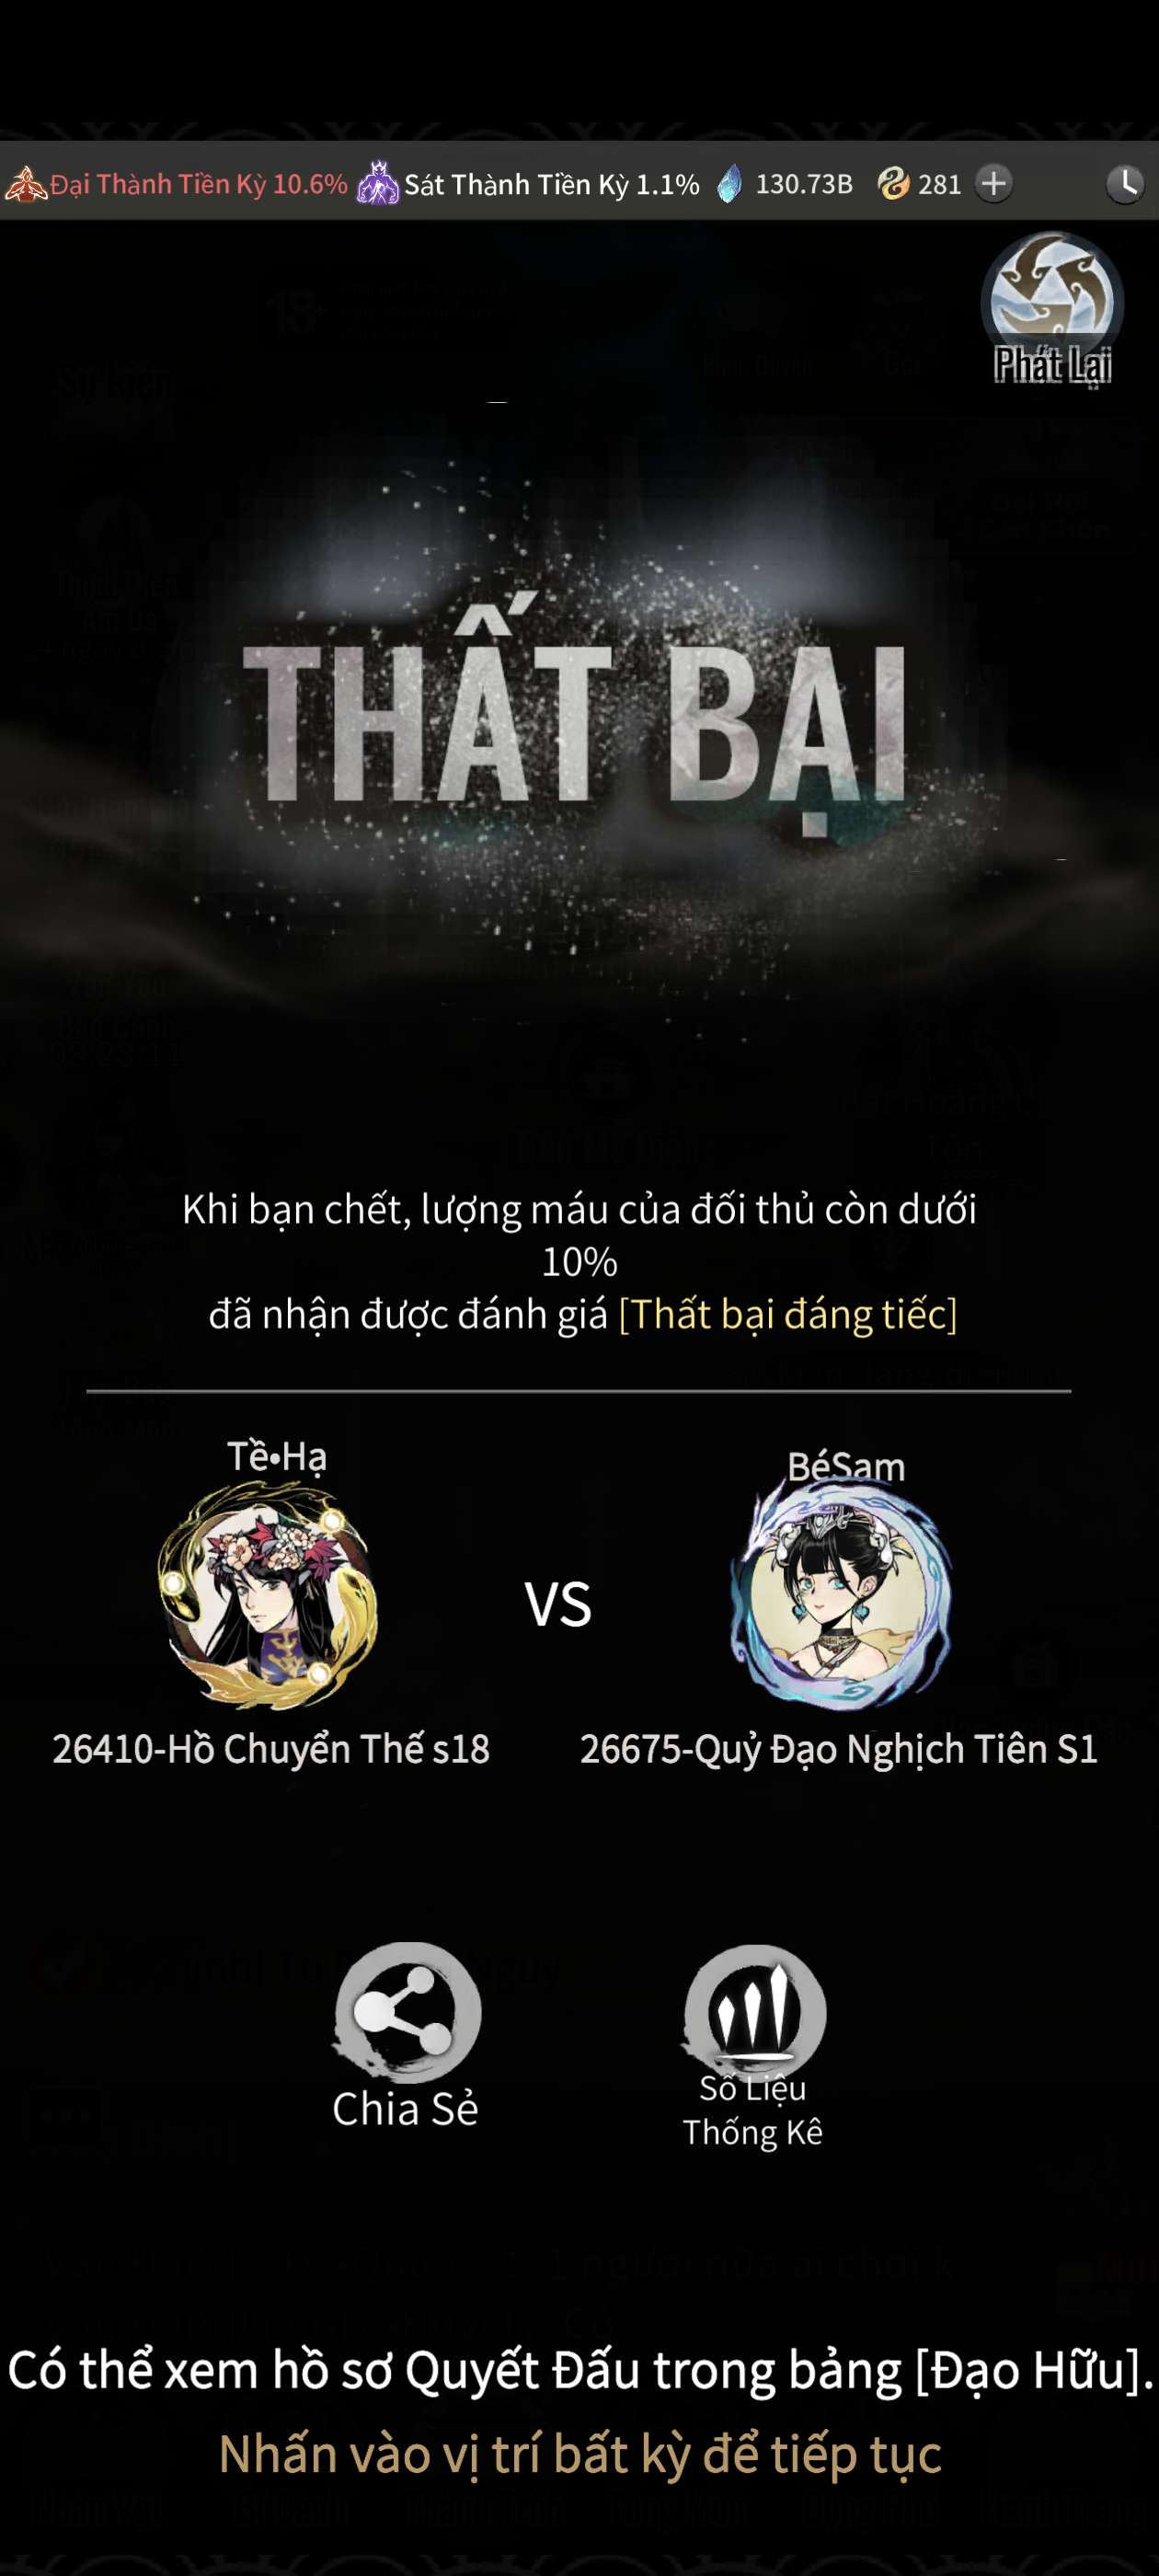 Đại Thành Tiền Kỳ 10.6% Sát Thành Tiền Kỳ 1.1% 130.73B 281
Phát Lại
THẤT BẠI
Khi bạn chết, lượng máu của đối thủ còn dưới
10%
đã nhận được đánh giá [Thất bại đáng tiếc]
Tề•Hạ
BéSam
VS
26410-Hồ Chuyển Thế s18
26675-Quỷ Đạo Nghịch Tiên S1
Chia Sẻ
Số Liệu
Thống Kê
Có thể xem hồ sơ Quyết Đấu trong bảng [Đạo Hữu].
Nhấn vào vị trí bất kỳ để tiếp tục